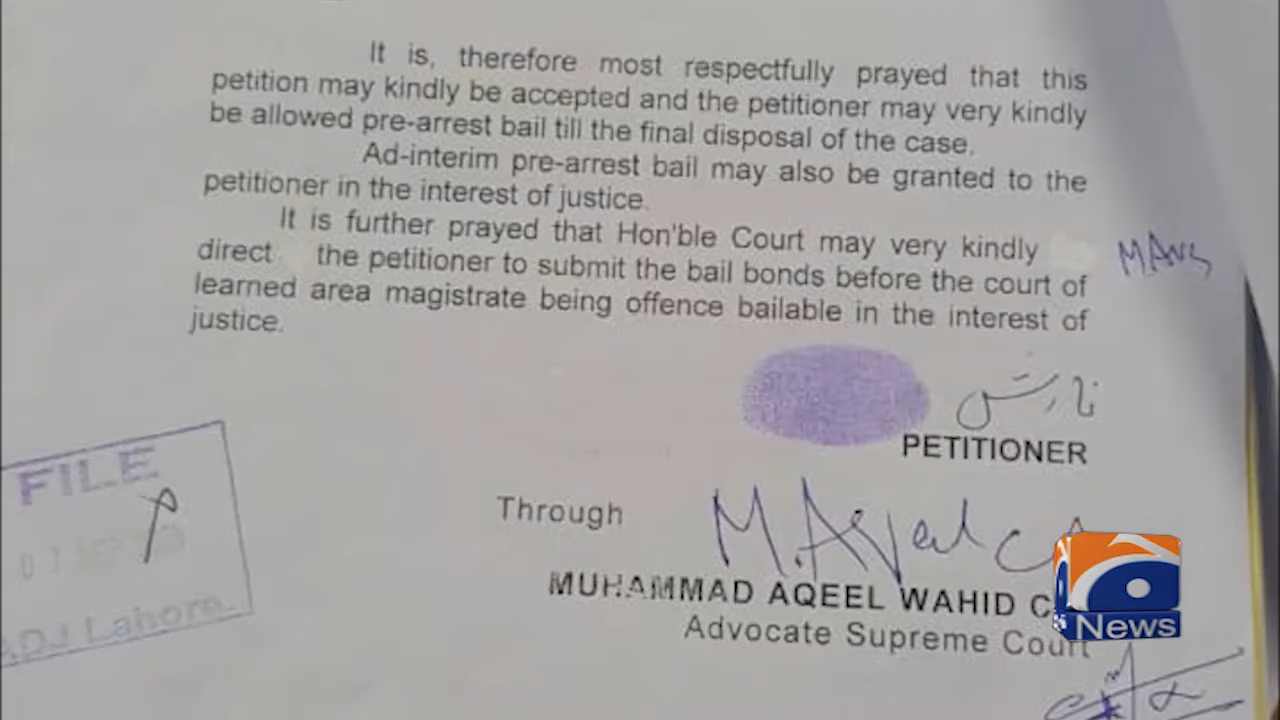 It is, therefore most respectfully prayed that this
petition may kindly be accepted and the petitioner may very kindly
be allowed pre-arrest bail till the final disposal of the case.
Ad-interim pre-arrest bail may also be granted to the
petitioner in the interest of justice.
It is further prayed that Hon'ble Court may very kindly
direct the petitioner to submit the bail bonds before the court of
learned area magistrate being offence bailable in the interest of
justice.
PETITIONER
FILE
Through
MUHAMMAD AQEEL WAHID
Advocate Supreme Court
ADJ Lahore
News